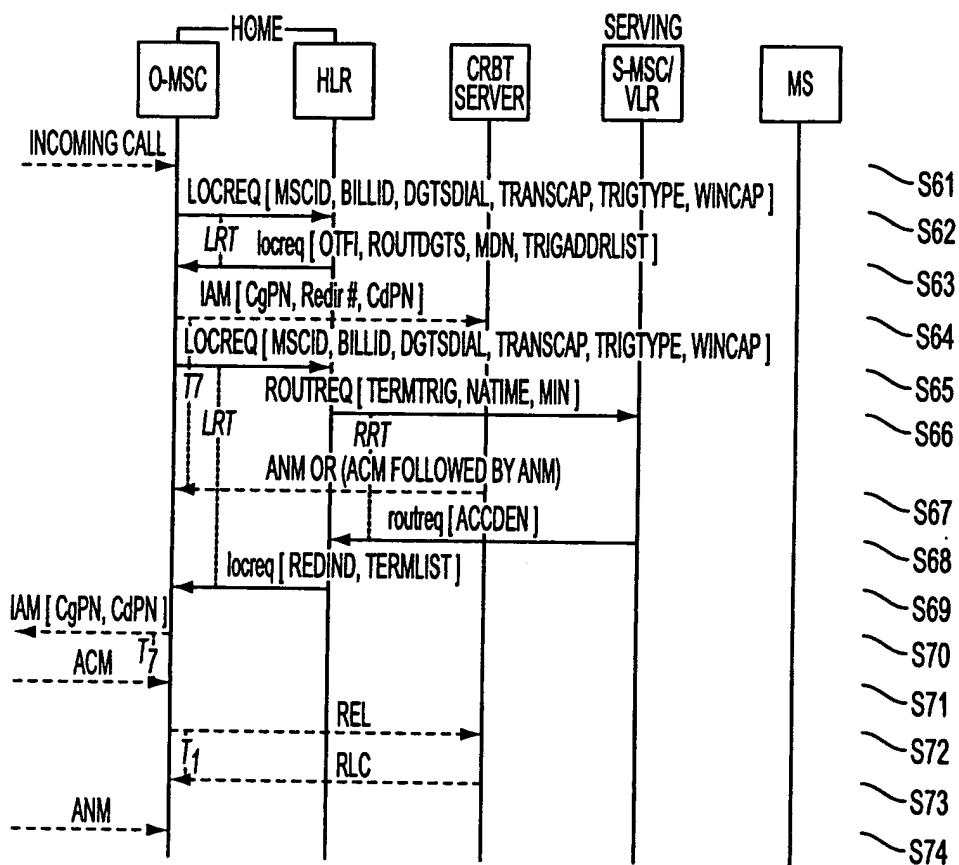 HOME
SERVING
O-MSC
HLR
CRBT
SERVER
S-MSC/
VLR
MS
INCOMING CALL
S61
LOCREQ [ MSCID, BILLID, DGTSDIAL, TRANSCAP, TRIGTYPE, WINCAP ]
S62
LRT
locreq [ OTFI, ROUTDGTS, MDN, TRIGADDRLIST ]
S63
IAM [ CgPN, Redir #, CdPN ]
S64
LOCREQ [ MSCID, BILLID, DGTSDIAL, TRANSCAP, TRIGTYPE, WINCAP ]
S65
T7
LRT
ROUTREQ [ TERMTRIG, NATIME, MIN ]
S66
RRT
ANM OR (ACM FOLLOWED BY ANM)
S67
routreq [ ACCDEN ]
S68
locreq [ REDIND, TERMLIST ]
S69
IAM [ CgPN, CdPN ]
S70
T7
ACM
S71
REL
S72
T1
RLC
S73
ANM
S74